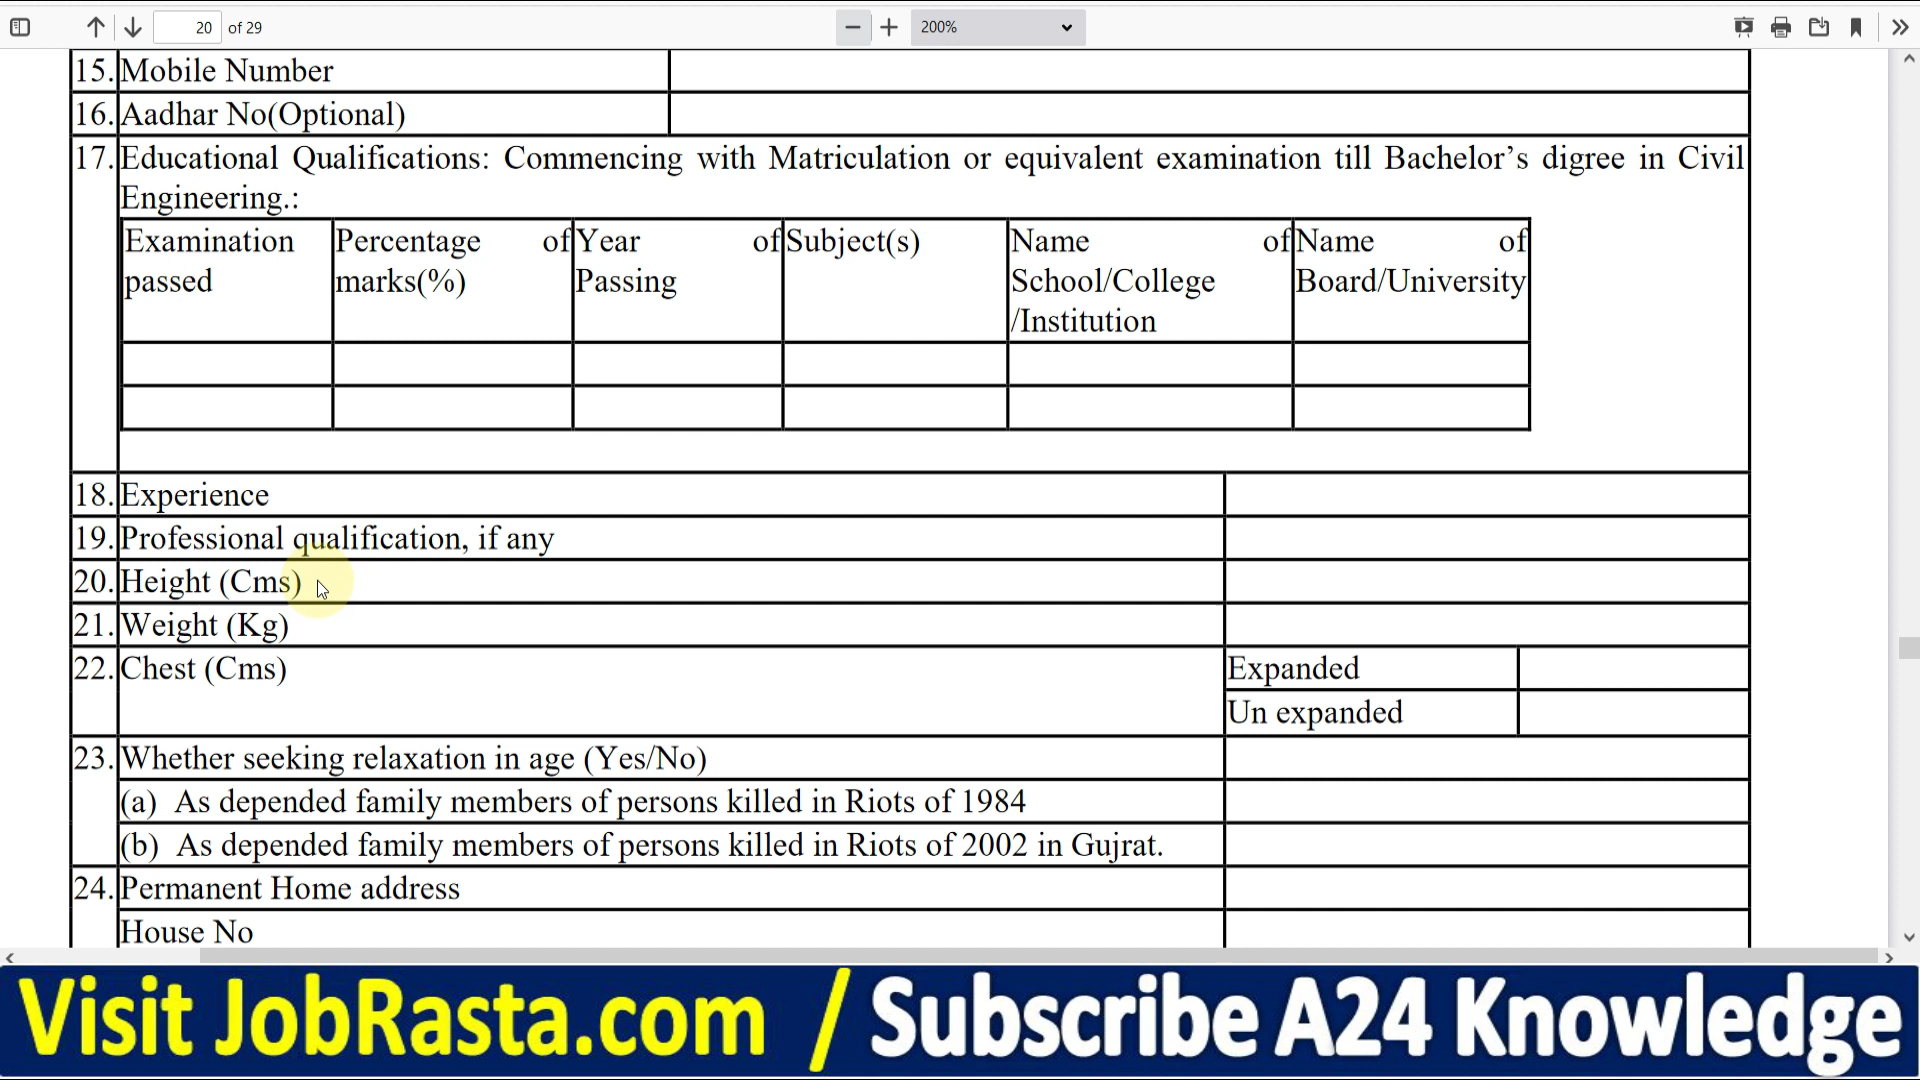 20 of 29
200%
15. Mobile Number
16. Aadhar No(Optional)
17. Educational Qualifications: Commencing with Matriculation or equivalent examination till Bachelor's digree in Civil
Engineering.:
Examination passed
Percentage of marks(%)
Year of Passing
Subject(s)
Name of School/College /Institution
Name of Board/University
18. Experience
19. Professional qualification, if any
20. Height (Cms)
21. Weight (Kg)
22. Chest (Cms) Expanded
Un expanded
23. Whether seeking relaxation in age (Yes/No)
(a) As depended family members of persons killed in Riots of 1984
(b) As depended family members of persons killed in Riots of 2002 in Gujrat.
24. Permanent Home address
House No
Visit JobRasta.com / Subscribe A24 Knowledge